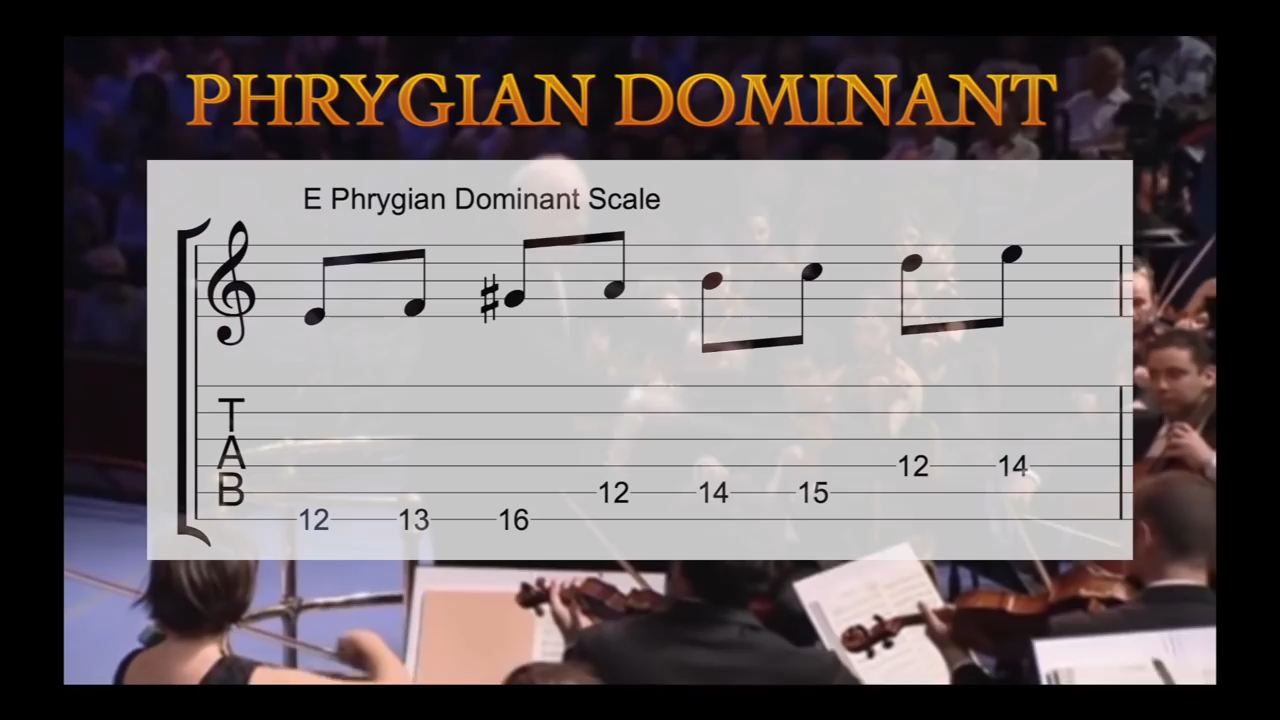 PHRYGIAN DOMINANT
E Phrygian Dominant Scale
T
A
B
12 14
12 14 15
12 13 16